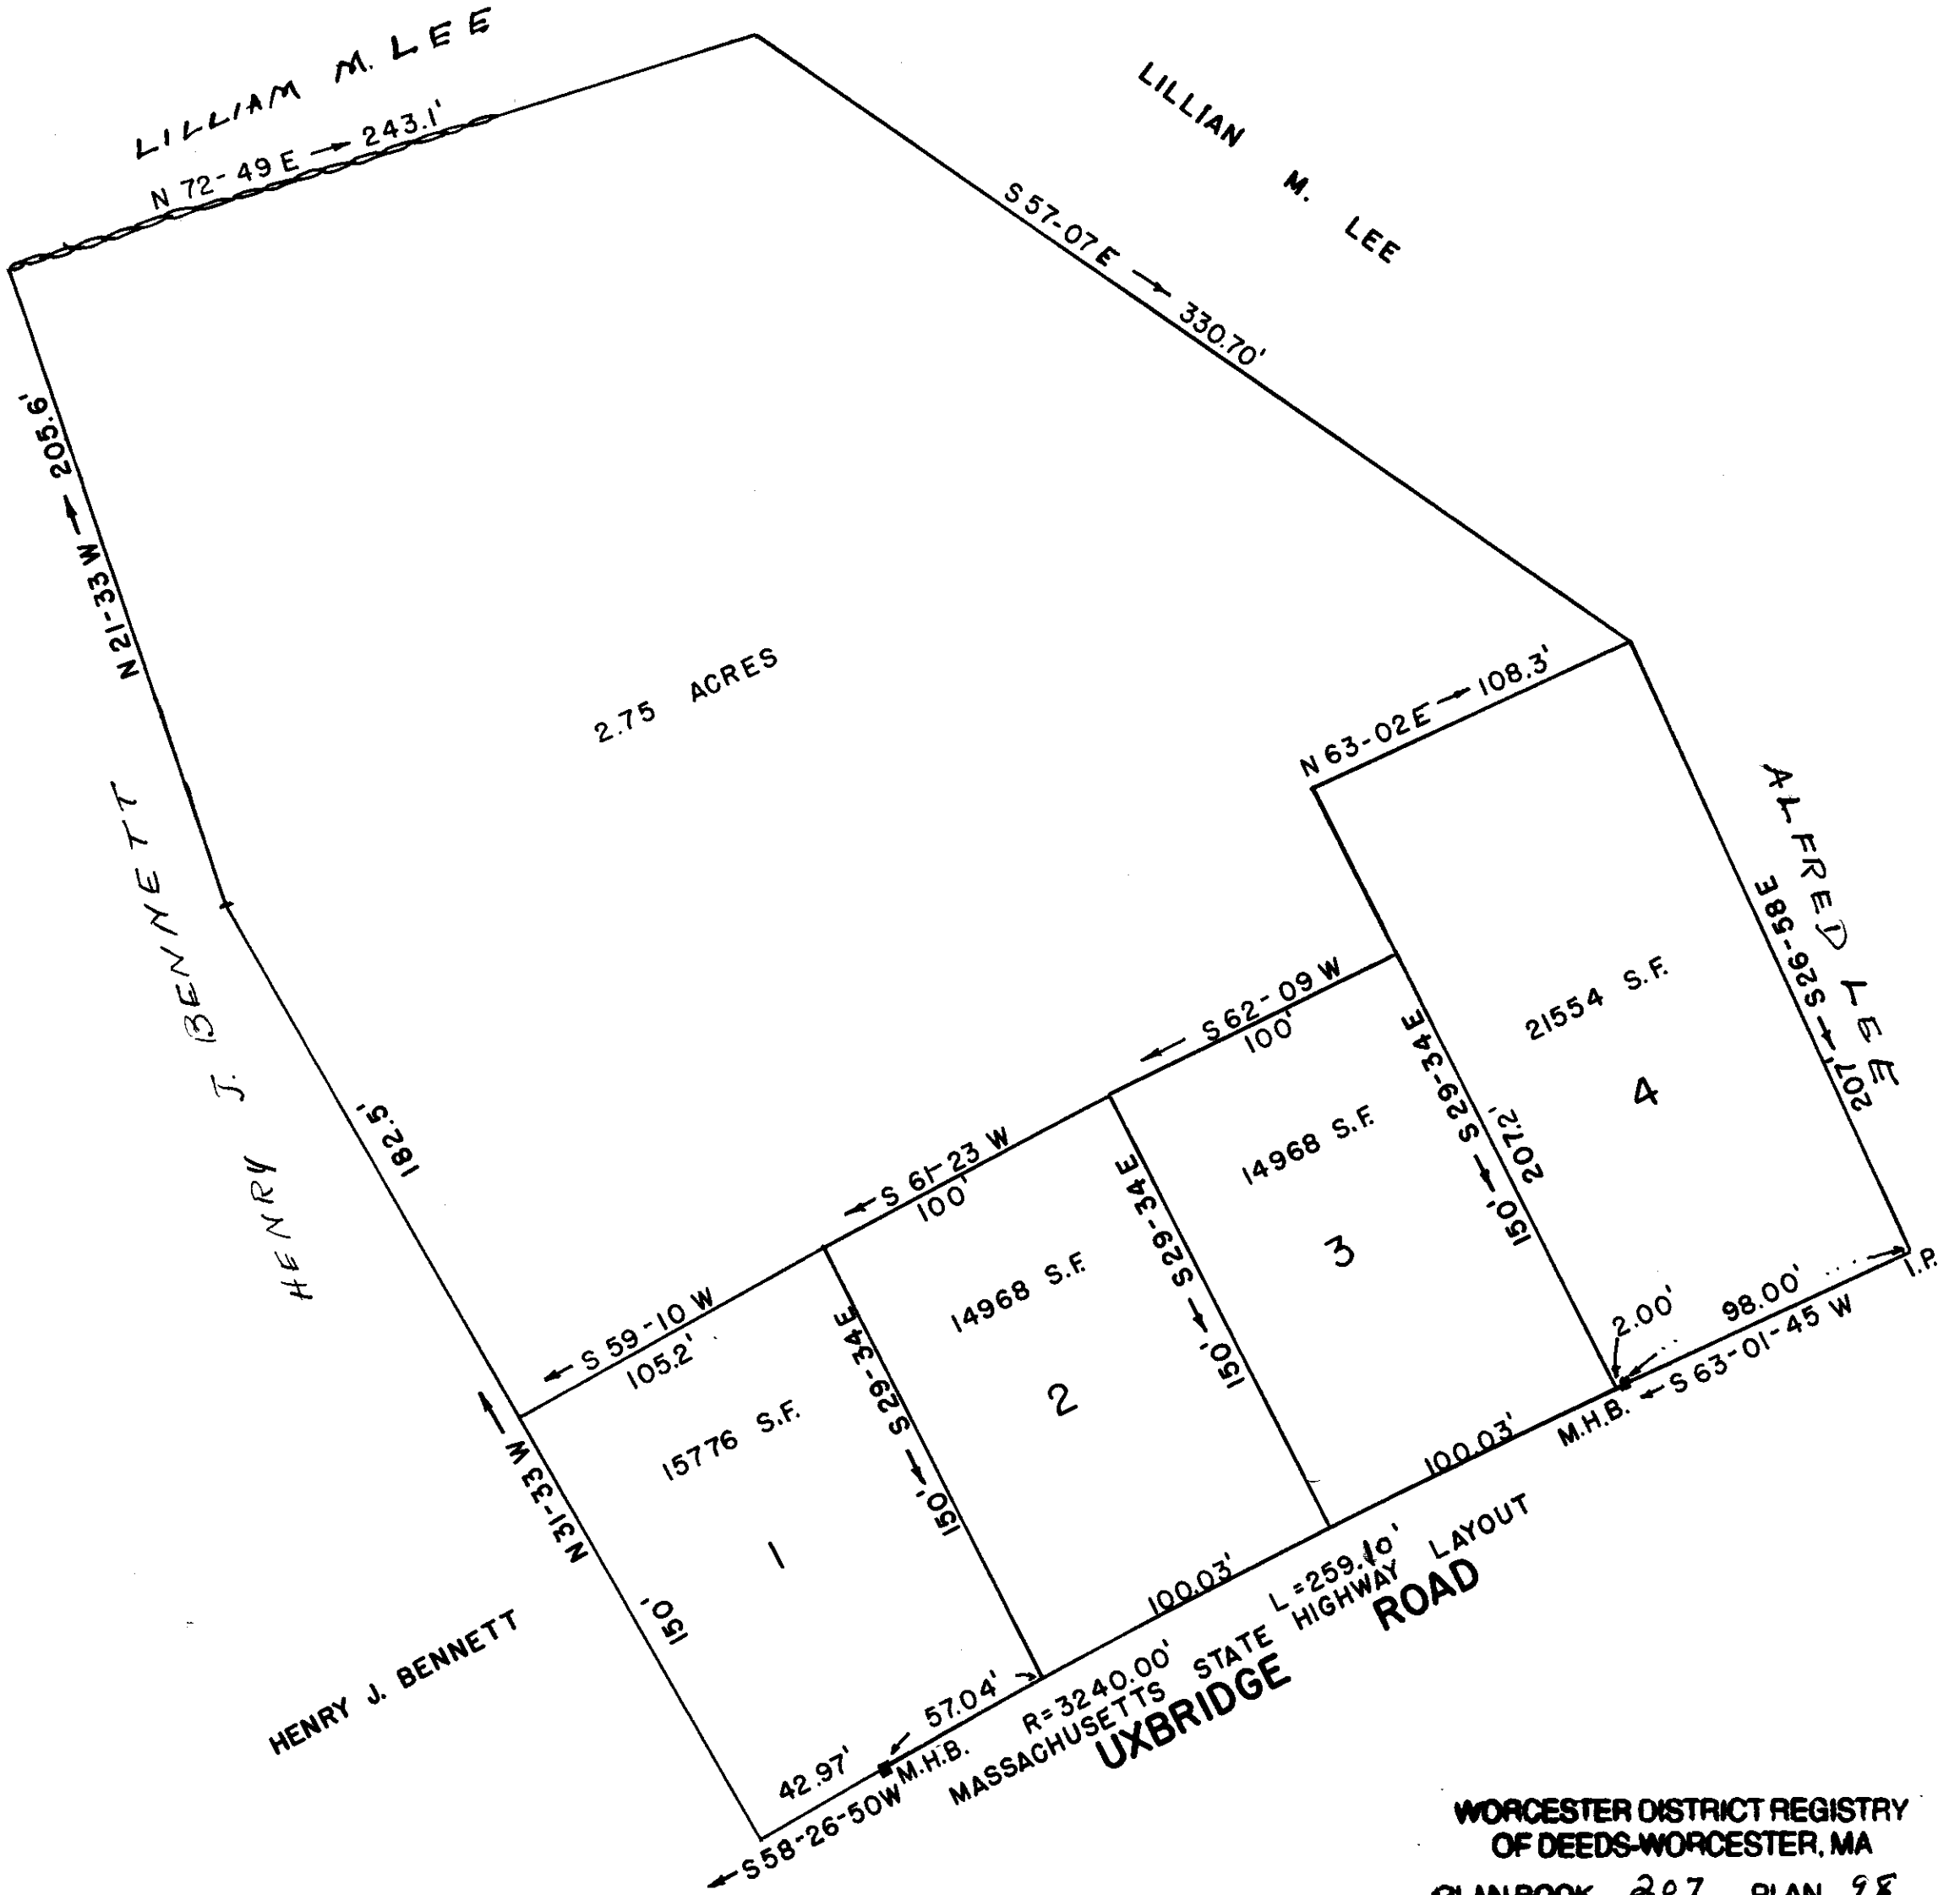 LILLIAM M. LEE
N 72-49 E → 243.1'
LILLIAN M. LEE
S 57-07 E → 330.70'
N 21-33 W → 205.6'
2.75 ACRES
N 63-02 E → 108.3'
ALFRED LEE
S 26-58 E → 207.'
HENRY J. BENNETT
182.5'
← S 62-09 W
100'
21554 S.F.
4
S 29-34 E → 150.'
207.2'
← S 61-23 W
100'
14968 S.F.
3
S 29-34 E → 150.'
← S 59-10 W
105.2'
14968 S.F.
2
S 29-34 E → 150.'
2.00'
98.00'
I.P.
← S 63-01-45 W
M.H.B.
15776 S.F.
1
N 31-33 W →
150.'
100.03'
100.03'
57.04'
42.97'
M.H.B.
← S 58-26-50 W
R=3240.00' L=259.10'
MASSACHUSETTS STATE HIGHWAY LAYOUT
UXBRIDGE ROAD
HENRY J. BENNETT
WORCESTER DISTRICT REGISTRY
OF DEEDS-WORCESTER, MA
PLAN BOOK 207 PLAN 98